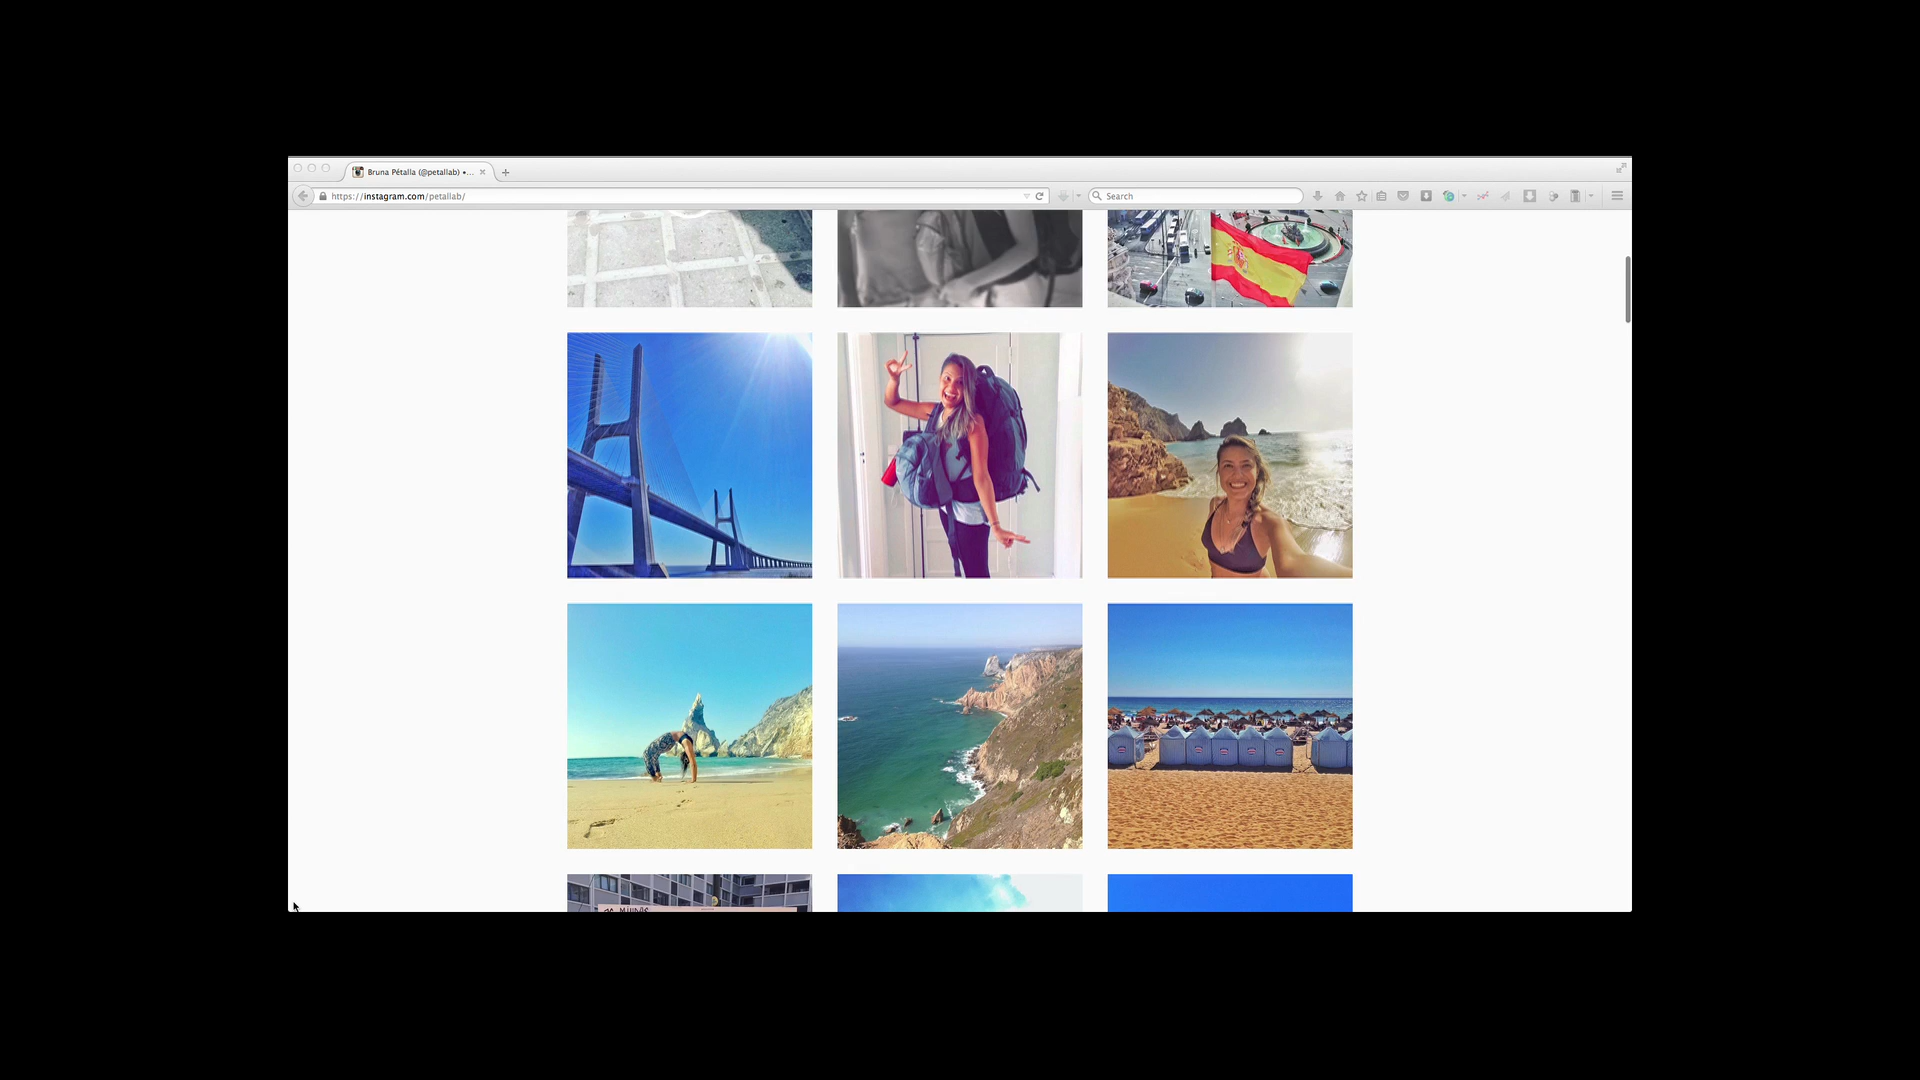 Bruna Pétalla (@petallab) •...
https://instagram.com/petallab/
Search